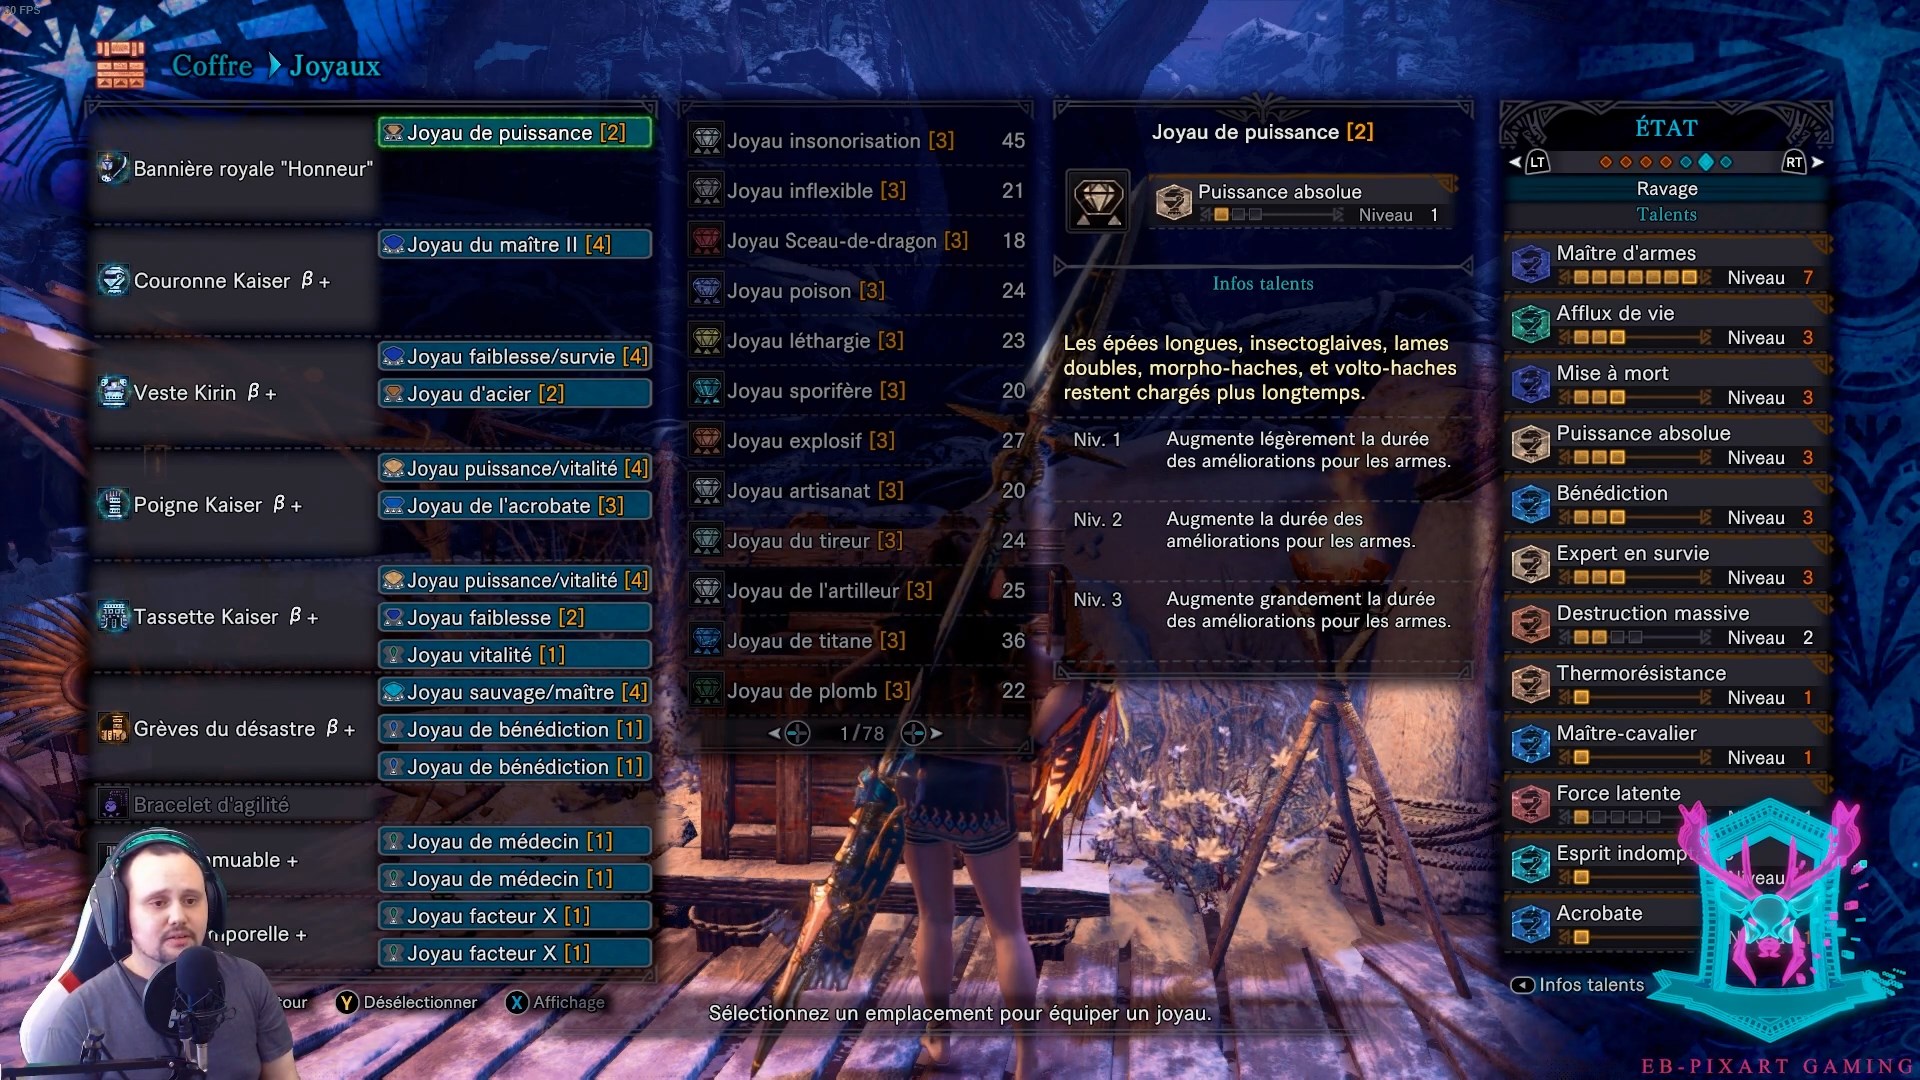 60 FPS
Coffre
Joyaux
Bannière royale "Honneur"
Joyau de puissance [2]
Couronne Kaiser β +
Joyau du maître II [4]
Veste Kirin β +
Joyau faiblesse/survie [4]
Joyau d'acier [2]
Poigne Kaiser β +
Joyau puissance/vitalité [4]
Joyau de l'acrobate [3]
Tassette Kaiser β +
Joyau puissance/vitalité [4]
Joyau faiblesse [2]
Joyau vitalité [1]
Grèves du désastre β +
Joyau sauvage/maître [4]
Joyau de bénédiction [1]
Joyau de bénédiction [1]
Bracelet d'agilité
muable +
Joyau de médecin [1]
Joyau de médecin [1]
mporelle +
Joyau facteur X [1]
Joyau facteur X [1]
tour
Y Désélectionner
X Affichage
Joyau insonorisation [3] 45
Joyau inflexible [3] 21
Joyau Sceau-de-dragon [3] 18
Joyau poison [3] 24
Joyau léthargie [3] 23
Joyau sporifère [3] 20
Joyau explosif [3] 27
Joyau artisanat [3] 20
Joyau du tireur [3] 24
Joyau de l'artilleur [3] 25
Joyau de titane [3] 36
Joyau de plomb [3] 22
1/78
Joyau de puissance [2]
Puissance absolue
Niveau 1
Infos talents
Les épées longues, insectoglaives, lames
doubles, morpho-haches, et volto-haches
restent chargés plus longtemps.
Niv. 1 Augmente légèrement la durée
des améliorations pour les armes.
Niv. 2 Augmente la durée des
améliorations pour les armes.
Niv. 3 Augmente grandement la durée
des améliorations pour les armes.
Sélectionnez un emplacement pour équiper un joyau.
ÉTAT
LT RT
Ravage
Talents
Maître d'armes
Niveau 7
Afflux de vie
Niveau 3
Mise à mort
Niveau 3
Puissance absolue
Niveau 3
Bénédiction
Niveau 3
Expert en survie
Niveau 3
Destruction massive
Niveau 2
Thermorésistance
Niveau 1
Maître-cavalier
Niveau 1
Force latente
Esprit indomp
iveau
Acrobate
Infos talents
EB-PIXART GAMING